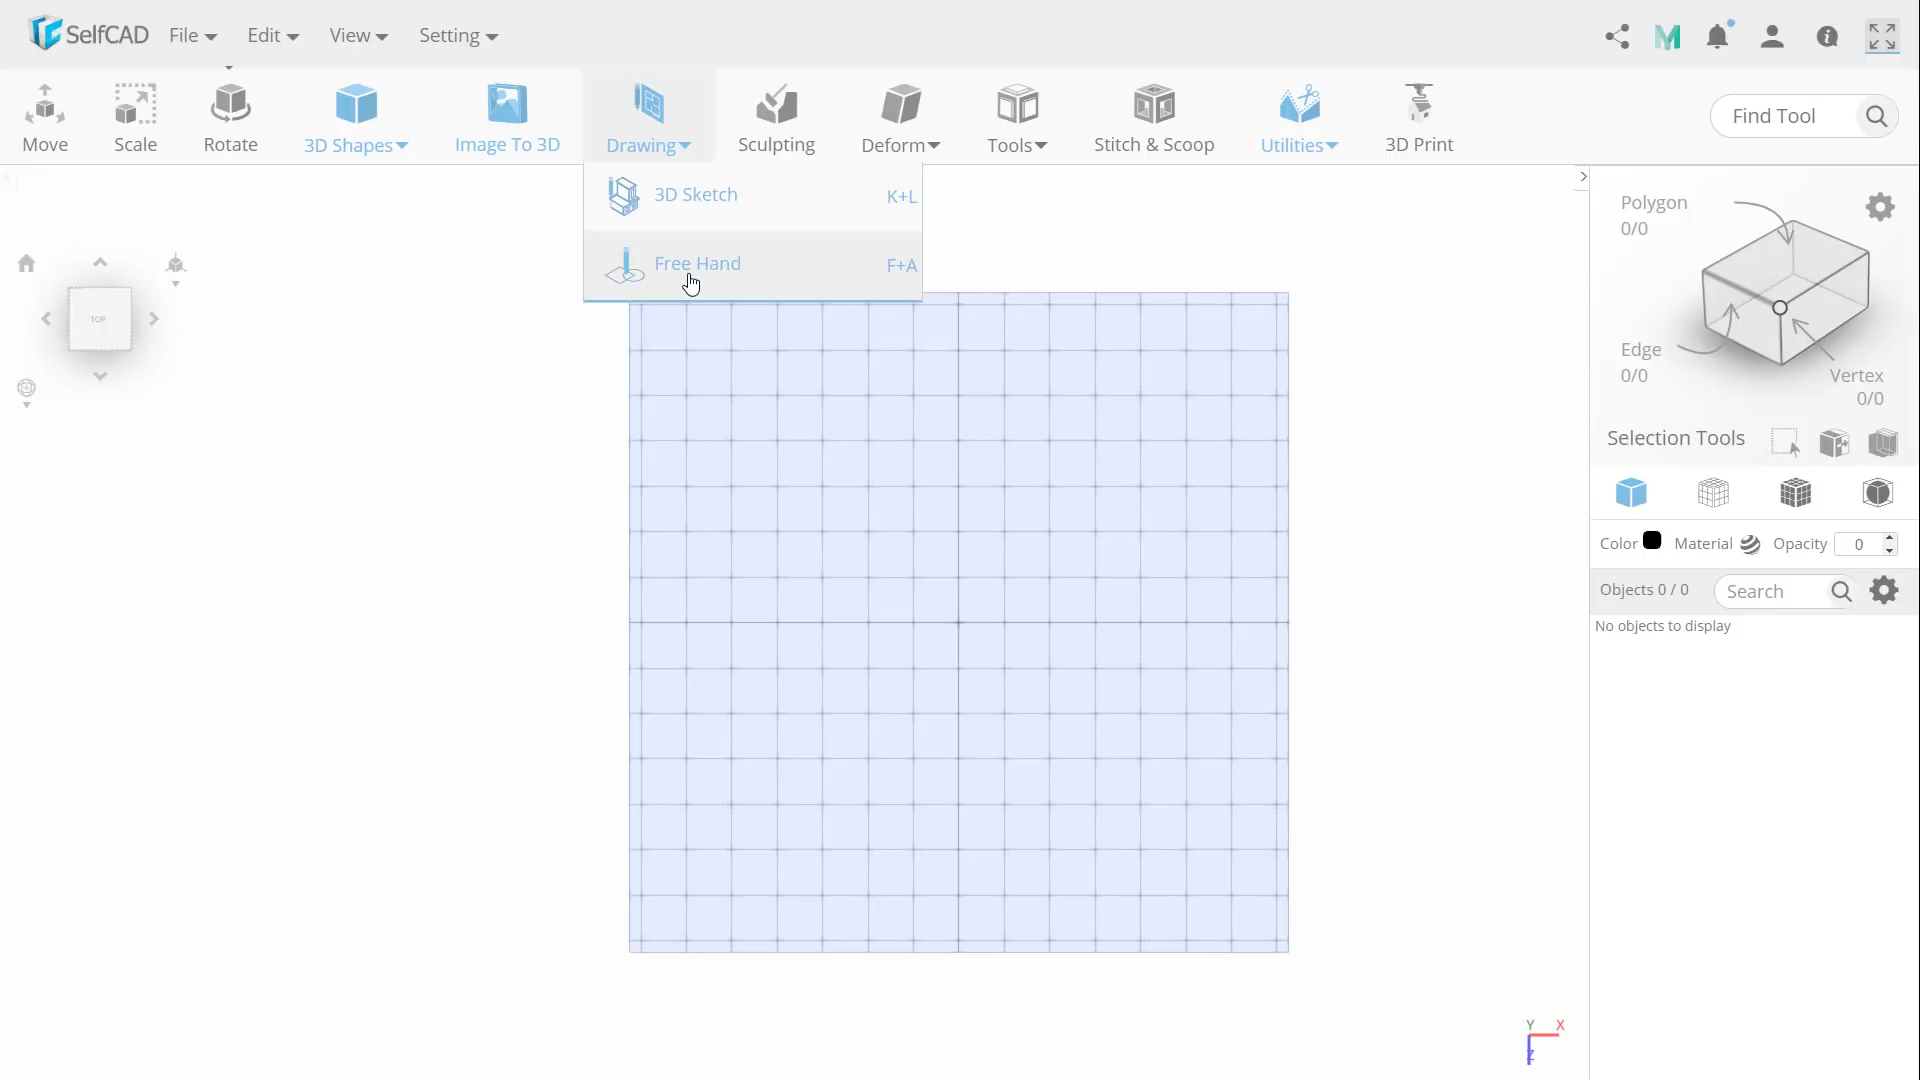 SelfCAD File Edit View Setting
Move Scale Rotate 3D Shapes Image To 3D Drawing Sculpting Deform Tools Stitch & Scoop Utilities 3D Print Find Tool
3D Sketch K+L
Free Hand F+A
TOP
Polygon
0/0
Edge
0/0
Vertex
0/0
Selection Tools
Color Material Opacity 0
Objects 0 / 0 Search
No objects to display
Y X
Z